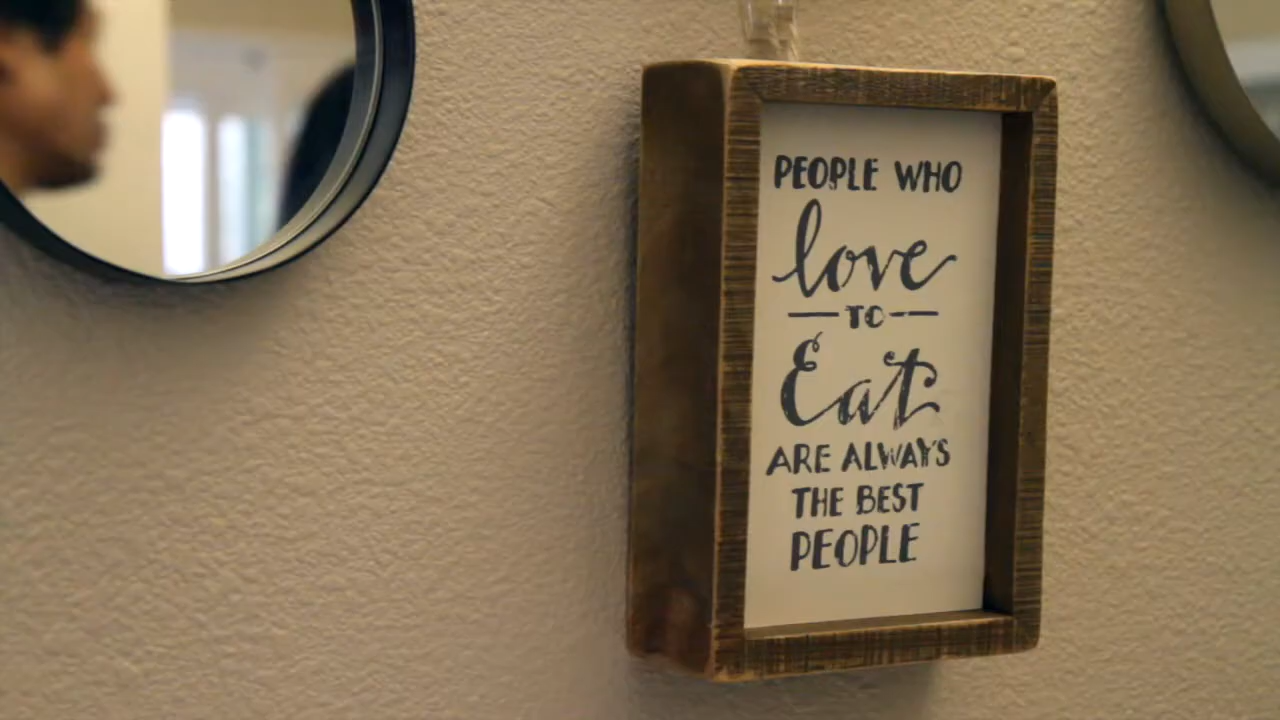 PEOPLE WHO
love
TO
Eat
ARE ALWAYS
THE BEST
PEOPLE